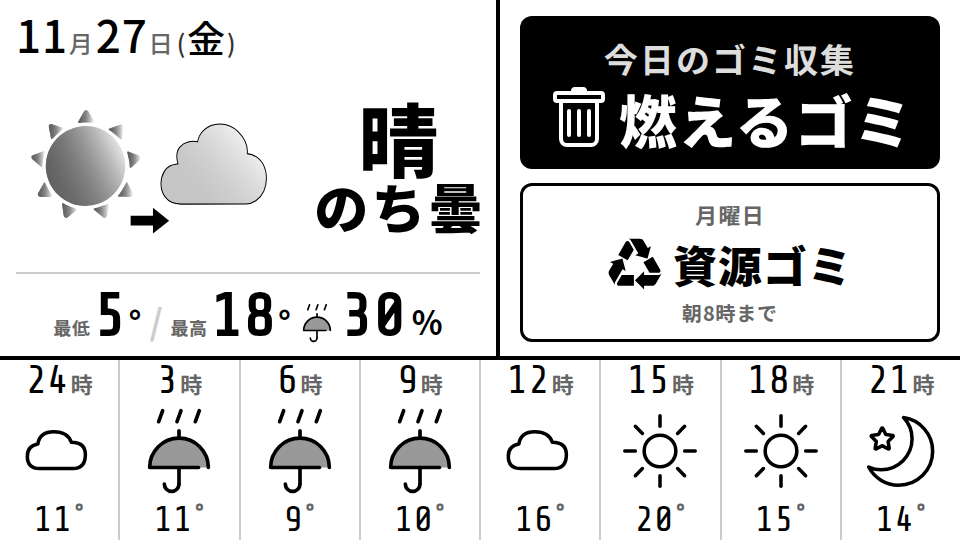 11月27日(金)
晴
のち曇
最低 5° / 最高 18° 30%
今日のゴミ収集
燃えるゴミ
月曜日
資源ゴミ
朝8時まで
24時 3時 6時 9時 12時 15時 18時 21時
11° 11° 9° 10° 16° 20° 15° 14°